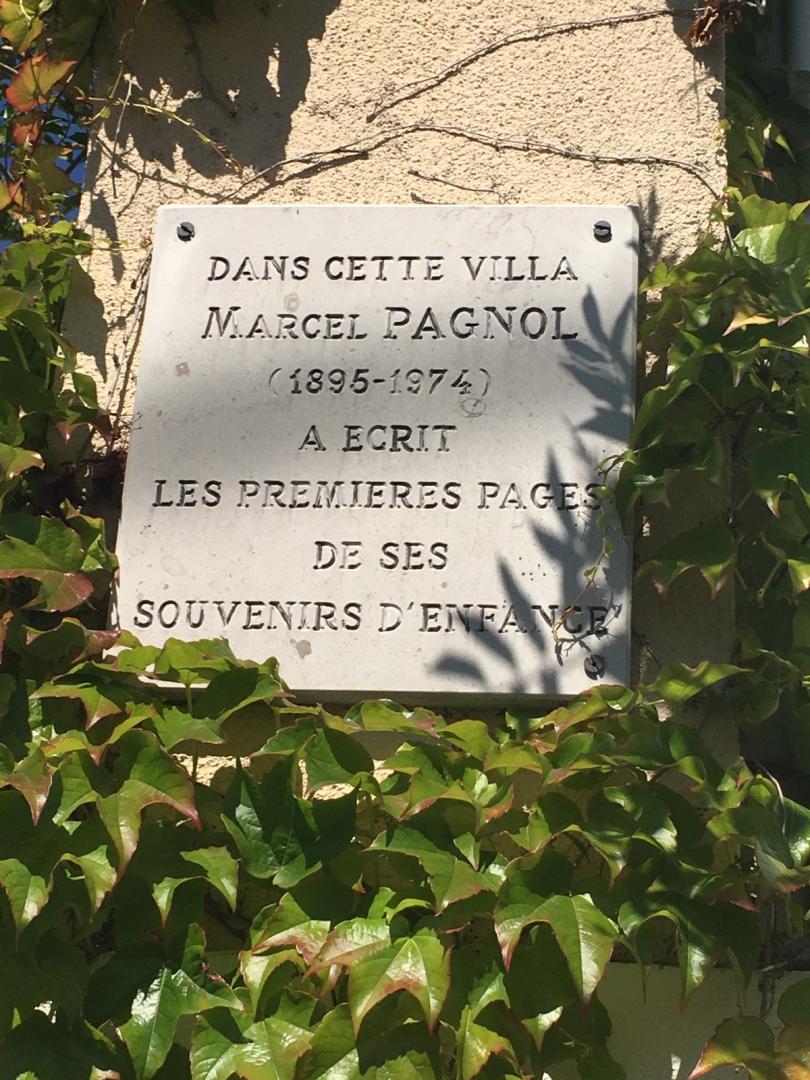 DANS CETTE VILLA
MARCEL PAGNOL
(1895-1974)
A ECRIT
LES PREMIERES PAGES
DE SES
SOUVENIRS D'ENFANCE